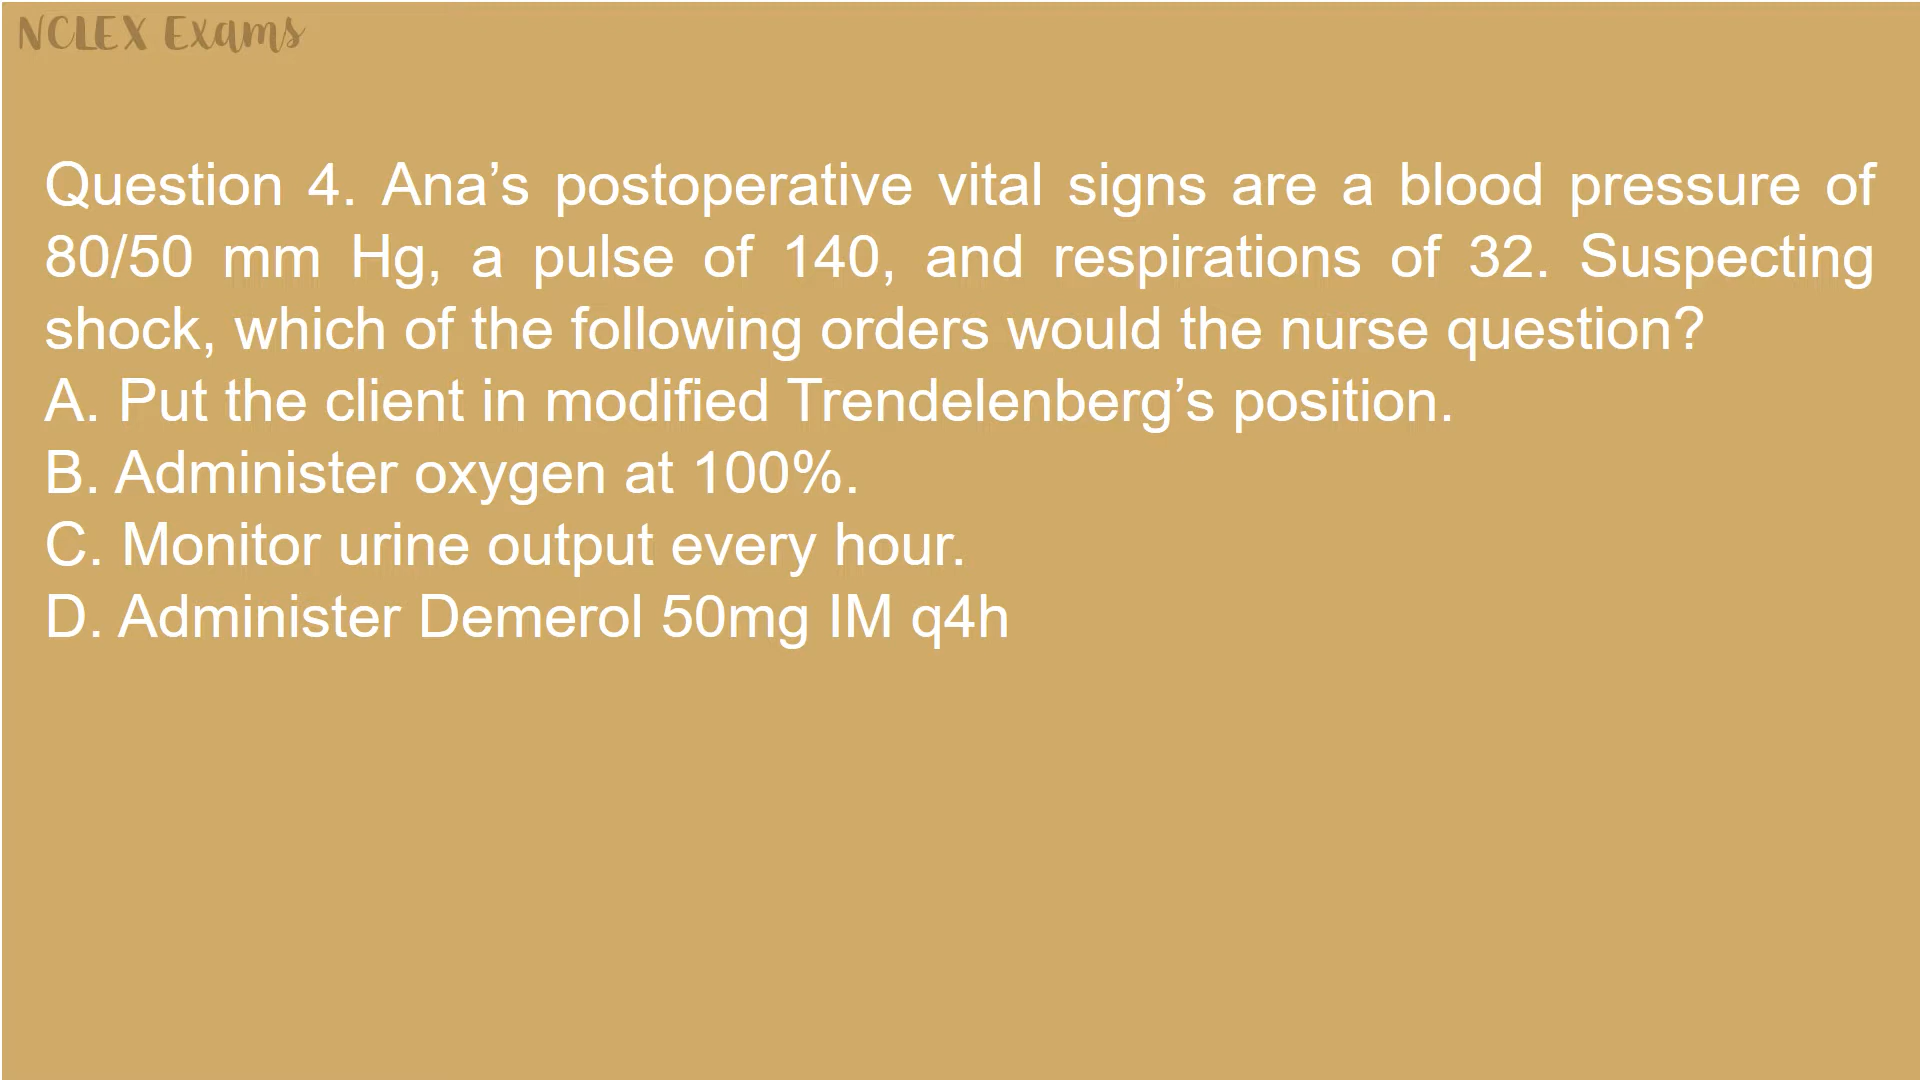 NCLEX Exams
Question 4. Ana’s postoperative vital signs are a blood pressure of
80/50 mm Hg, a pulse of 140, and respirations of 32. Suspecting
shock, which of the following orders would the nurse question?
A. Put the client in modified Trendelenberg’s position.
B. Administer oxygen at 100%.
C. Monitor urine output every hour.
D. Administer Demerol 50mg IM q4h